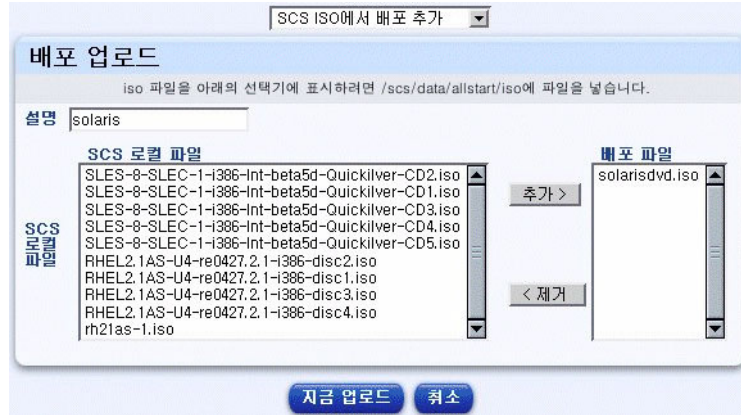 SCS ISO에서 배포 추가
배포 업로드
iso 파일을 아래의 선택기에 표시하려면 /scs/data/allstart/iso에 파일을 넣습니다.
설명 solaris
SCS 로컬 파일
SCS 로컬 파일
SLES-8-SLEC-1-i386-Int-beta5d-Quickilver-CD2.iso
SLES-8-SLEC-1-i386-Int-beta5d-Quickilver-CD1.iso
SLES-8-SLEC-1-i386-Int-beta5d-Quickilver-CD3.iso
SLES-8-SLEC-1-i386-Int-beta5d-Quickilver-CD4.iso
SLES-8-SLEC-1-i386-Int-beta5d-Quickilver-CD5.iso
RHEL2.1AS-U4-re0427.2.1-i386-disc2.iso
RHEL2.1AS-U4-re0427.2.1-i386-disc1.iso
RHEL2.1AS-U4-re0427.2.1-i386-disc3.iso
RHEL2.1AS-U4-re0427.2.1-i386-disc4.iso
rh21as-1.iso
추가 >
< 제거
배포 파일
solarisdvd.iso
지금 업로드 취소